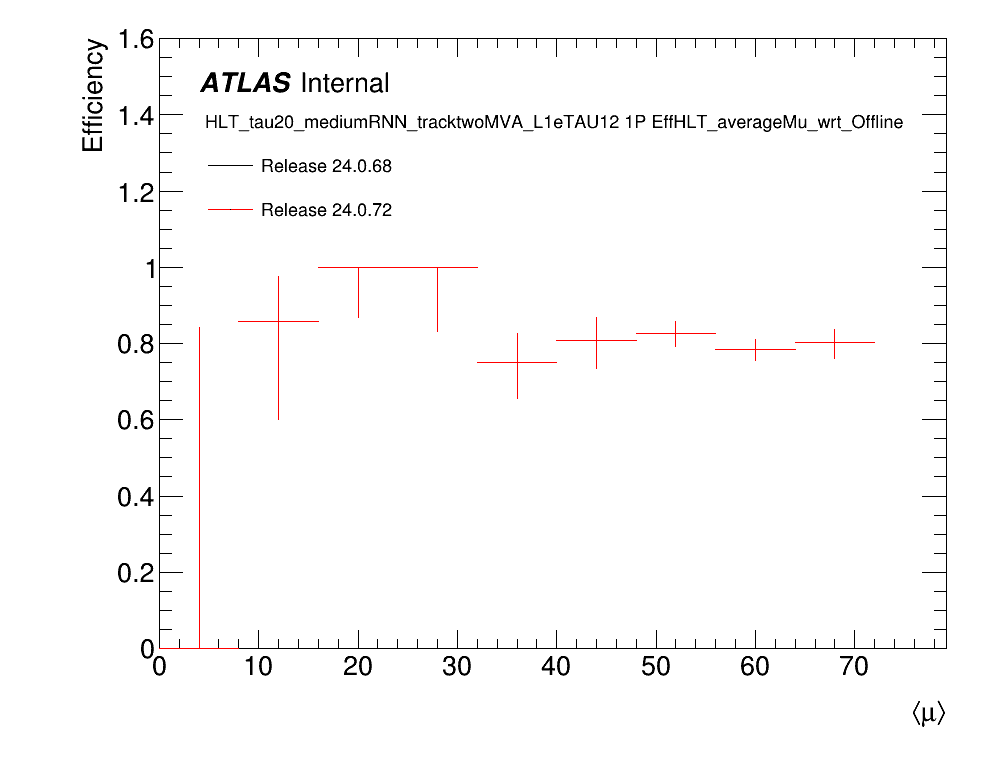 Efficiency
1.6
1.4
1.2
1
0.8
0.6
0.4
0.2
0
ATLAS Internal
HLT_tau20_mediumRNN_tracktwoMVA_L1eTAU12 1P EffHLT_averageMu_wrt_Offline
Release 24.0.68
Release 24.0.72
0 10 20 30 40 50 60 70
⟨μ⟩